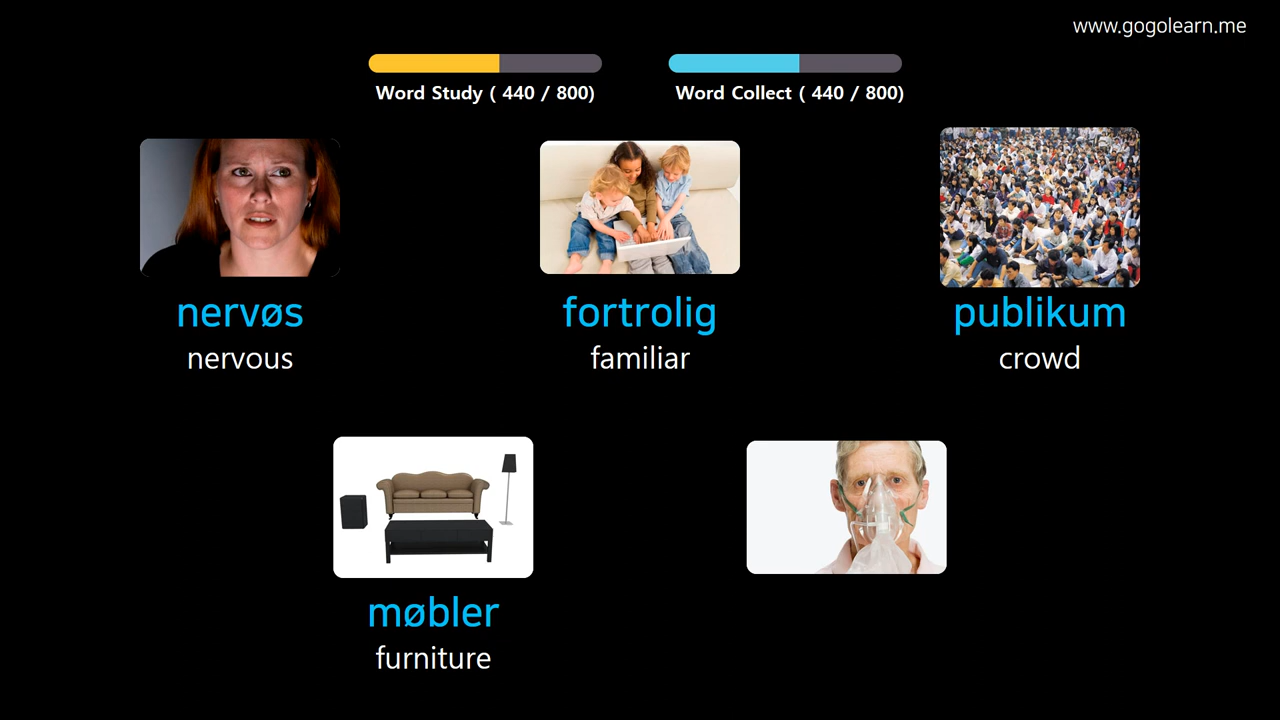 www.gogolearn.me
Word Study ( 440 / 800)
Word Collect ( 440 / 800)
nervøs
nervous
fortrolig
familiar
publikum
crowd
møbler
furniture